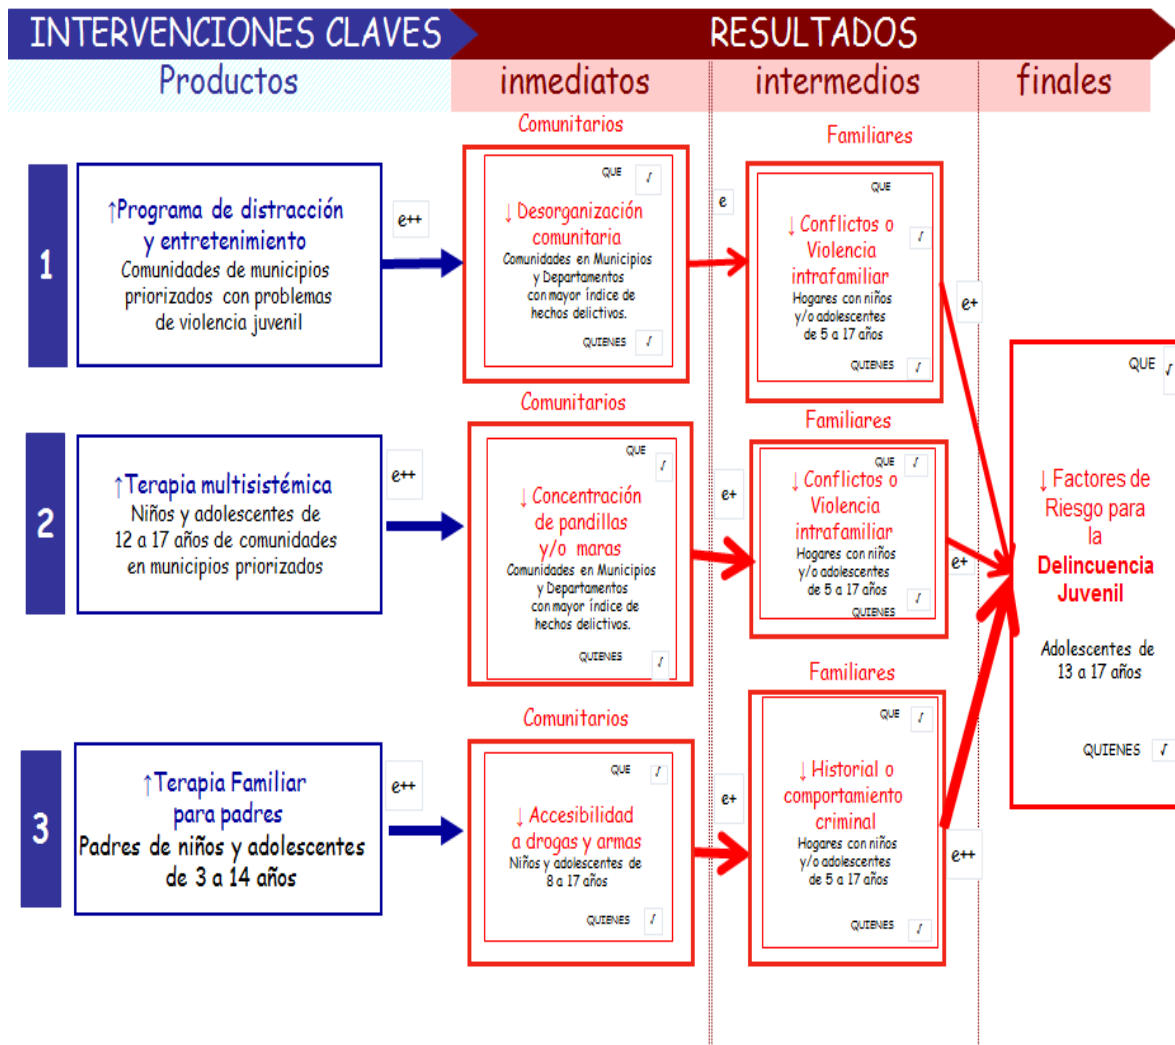 INTERVENCIONES CLAVES
RESULTADOS
Productos
inmediatos
intermedios
finales
1
↑Programa de distracción
y entretenimiento
Comunidades de municipios
priorizados con problemas
de violencia juvenil
e++
Comunitarios
QUE √
↓ Desorganización
comunitaria
Comunidades en Municipios
y Departamentos
con mayor índice de
hechos delictivos.
QUIENES √
e
Familiares
QUE
√
↓ Conflictos o
Violencia
intrafamiliar
Hogares con niños
y/o adolescentes
de 5 a 17 años
QUIENES √
e+
2
↑Terapia multisistémica
Niños y adolescentes de
12 a 17 años de comunidades
en municipios priorizados
e++
Comunitarios
QUE
√
↓ Concentración
de pandillas
y/o maras
Comunidades en Municipios
y Departamentos
con mayor índice de
hechos delictivos.
QUIENES √
e+
Familiares
QUE √
↓ Conflictos o
Violencia
intrafamiliar
Hogares con niños
y/o adolescentes
de 5 a 17 años
√
QUIENES
e+
3
↑Terapia Familiar
para padres
Padres de niños y adolescentes
de 3 a 14 años
e++
Comunitarios
QUE √
↓ Accesibilidad
a drogas y armas
Niños y adolescentes de
8 a 17 años
QUIENES √
e+
Familiares
QUE √
↓ Historial o
comportamiento
criminal
Hogares con niños
y/o adolescentes
de 5 a 17 años
QUIENES √
e++
QUE √
↓ Factores de
Riesgo para
la
Delincuencia
Juvenil
Adolescentes de
13 a 17 años
QUIENES √